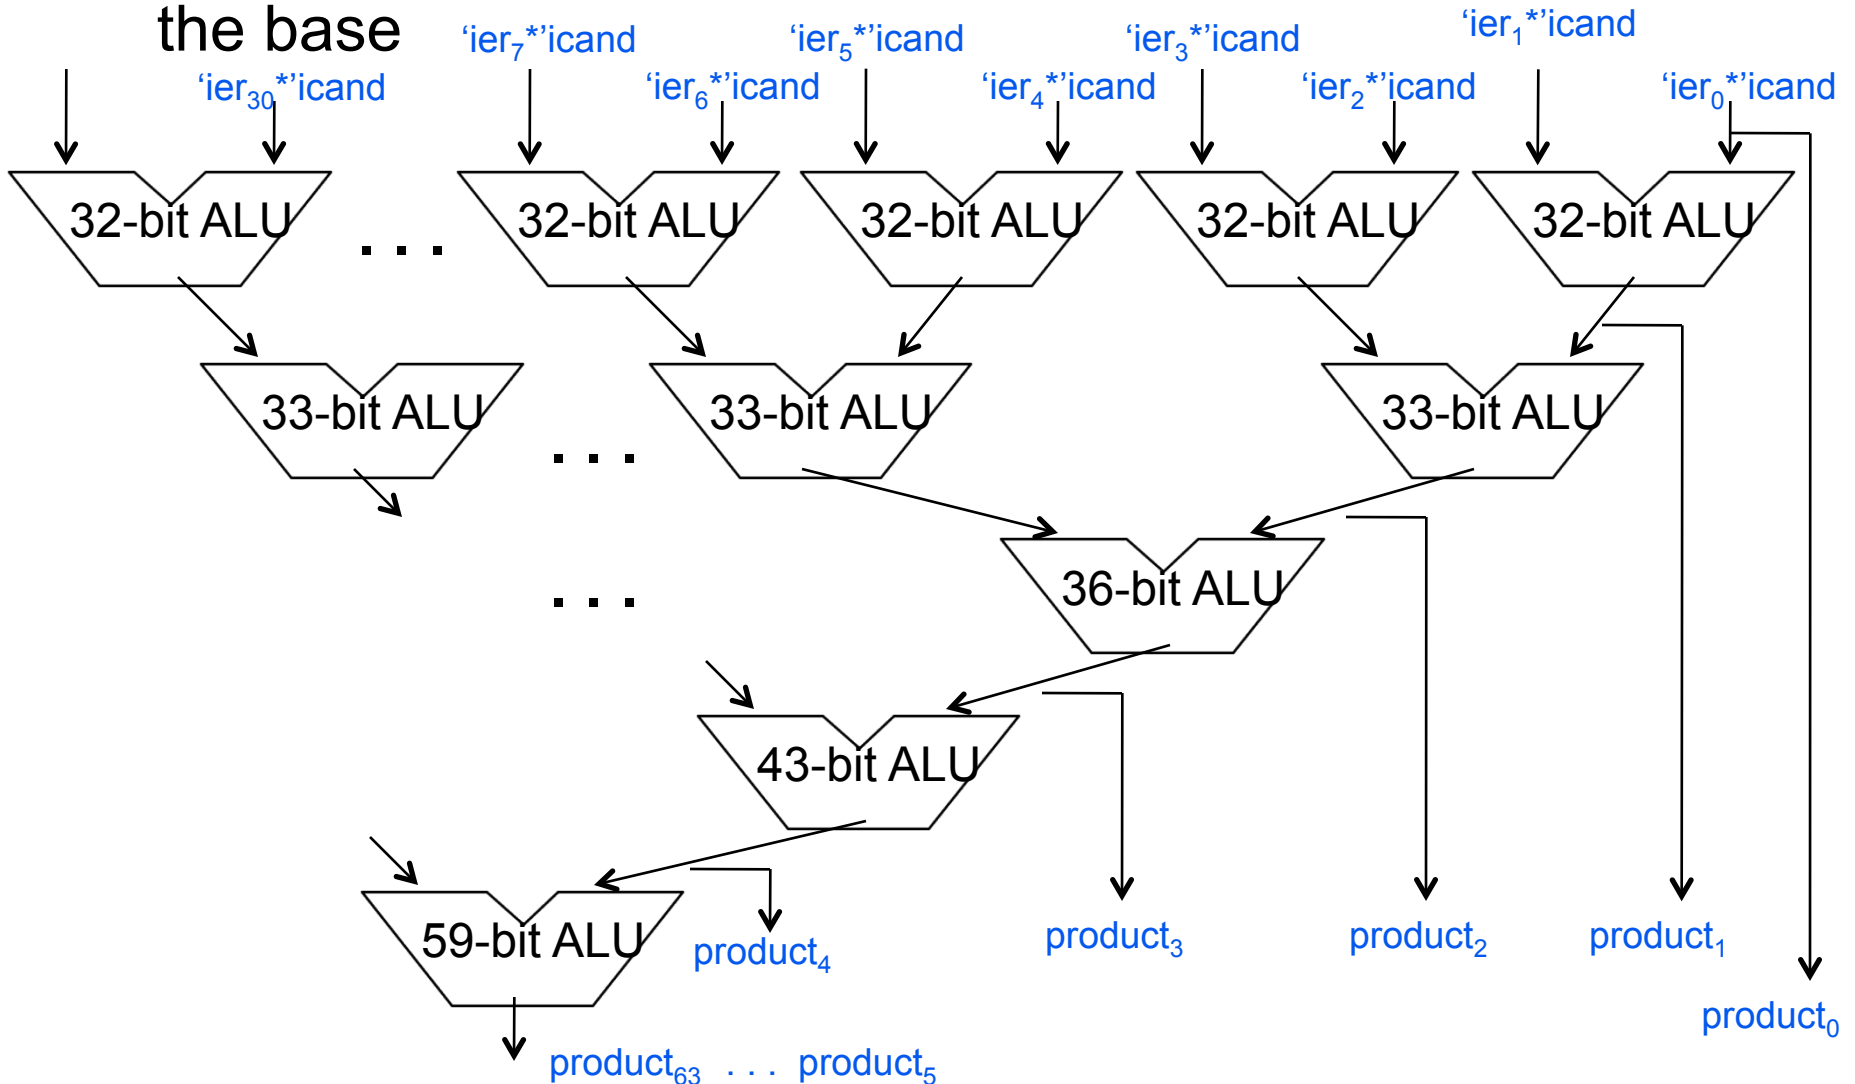 the base
‘ier₇*’icand ‘ier₅*’icand ‘ier₃*’icand ‘ier₁*’icand
‘ier₃₀*’icand ‘ier₆*’icand ‘ier₄*’icand ‘ier₂*’icand ‘ier₀*’icand
32-bit ALU . . . 32-bit ALU 32-bit ALU 32-bit ALU 32-bit ALU
33-bit ALU . . . 33-bit ALU 33-bit ALU
. . . 36-bit ALU
43-bit ALU
59-bit ALU product₄ product₃ product₂ product₁
product₀
product₆₃ . . . product₅